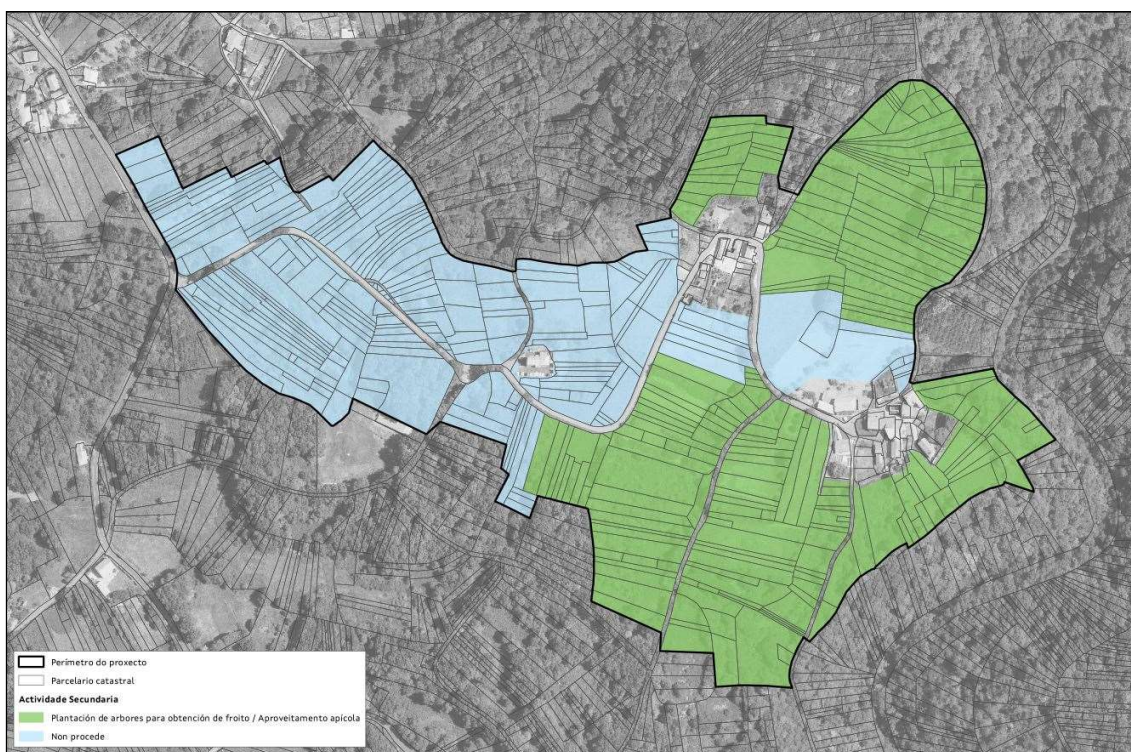 Perímetro do proxecto
Parcelario catastral
Actividade Secundaria
Plantación de arbores para obtención de froito / Aproveitamento apícola
Non procede